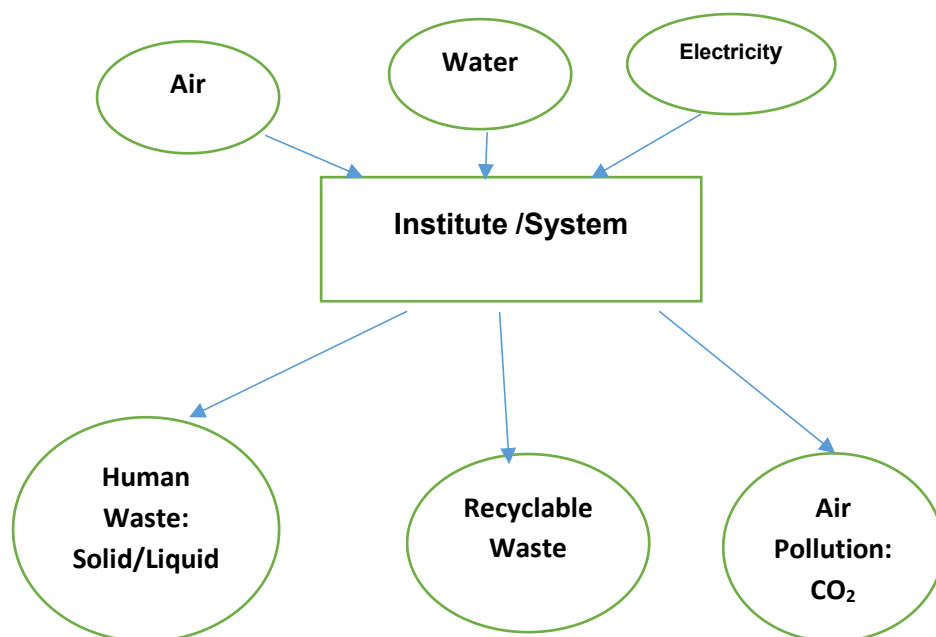 Air
Water
Electricity
Institute /System
Human
Waste:
Solid/Liquid
Recyclable
Waste
Air
Pollution:
CO₂